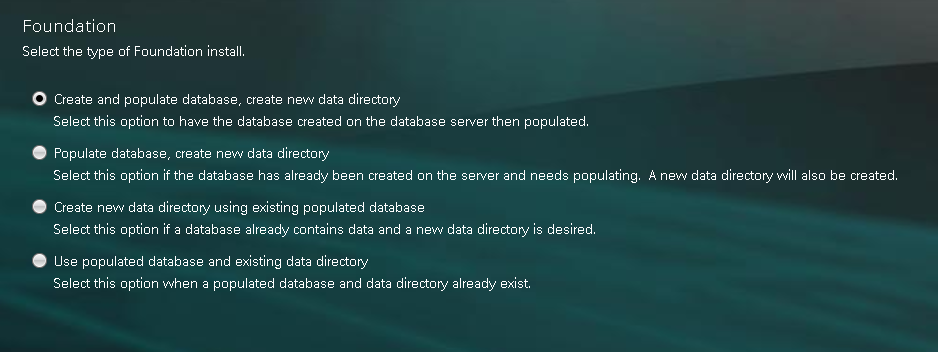 Foundation
Select the type of Foundation install.
Create and populate database, create new data directory
Select this option to have the database created on the database server then populated.
Populate database, create new data directory
Select this option if the database has already been created on the server and needs populating.  A new data directory will also be created.
Create new data directory using existing populated database
Select this option if a database already contains data and a new data directory is desired.
Use populated database and existing data directory
Select this option when a populated database and data directory already exist.